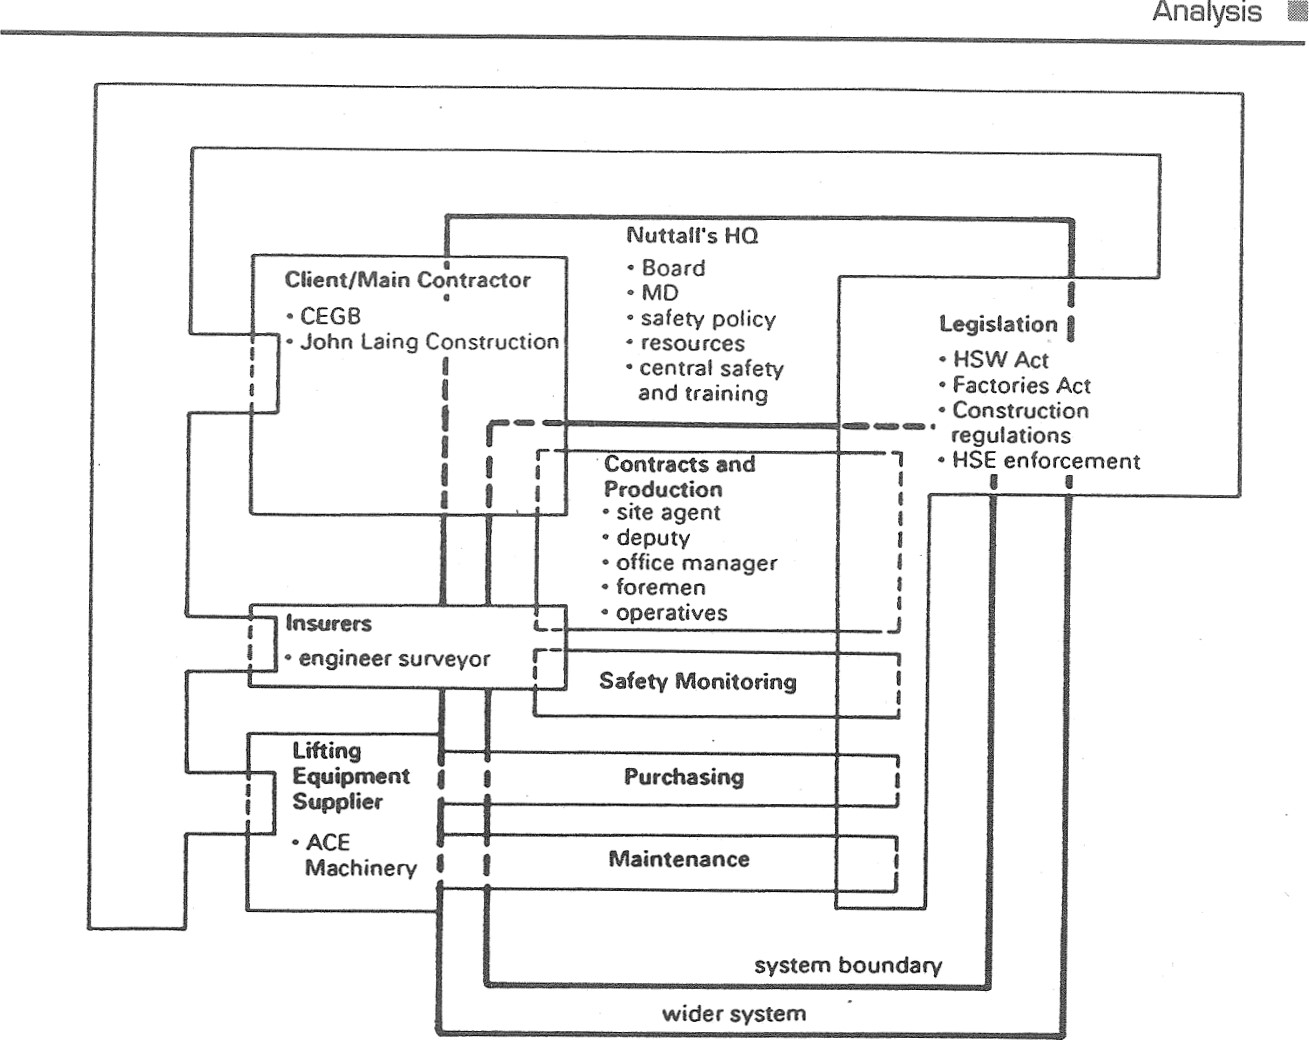 Analysis
Nuttall's HQ
• Board
• MD
• safety policy
• resources
• central safety
and training
Client/Main Contractor
• CEGB
• John Laing Construction
Legislation
• HSW Act
• Factories Act
• Construction
regulations
• HSE enforcement
Contracts and
Production
• site agent
• deputy
• office manager
• foremen
• operatives
Insurers
• engineer surveyor
Safety Monitoring
Lifting
Equipment
Supplier
• ACE
Machinery
Purchasing
Maintenance
system boundary
wider system